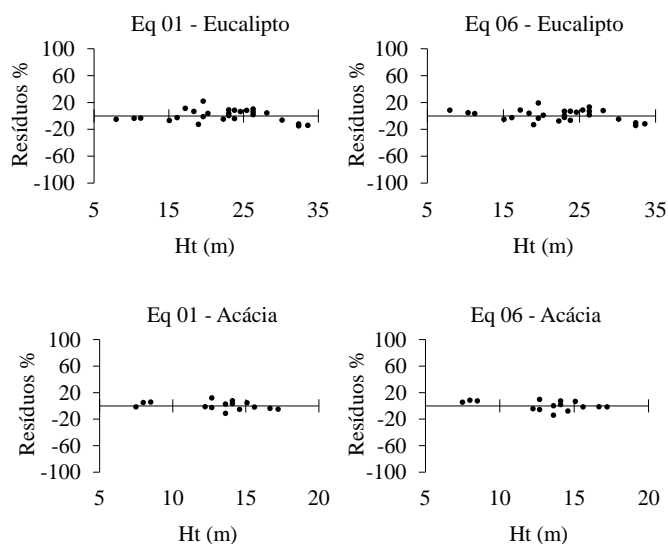 Eq 01 - Eucalipto
100
60
20
-20
-60
-100
Resíduos %
5 15 25 35
Ht (m)
Eq 06 - Eucalipto
100
60
20
-20
-60
-100
Resíduos %
5 15 25 35
Ht (m)
Eq 01 - Acácia
100
60
20
-20
-60
-100
Resíduos %
5 10 15 20
Ht (m)
Eq 06 - Acácia
100
60
20
-20
-60
-100
Resíduos %
5 10 15 20
Ht (m)